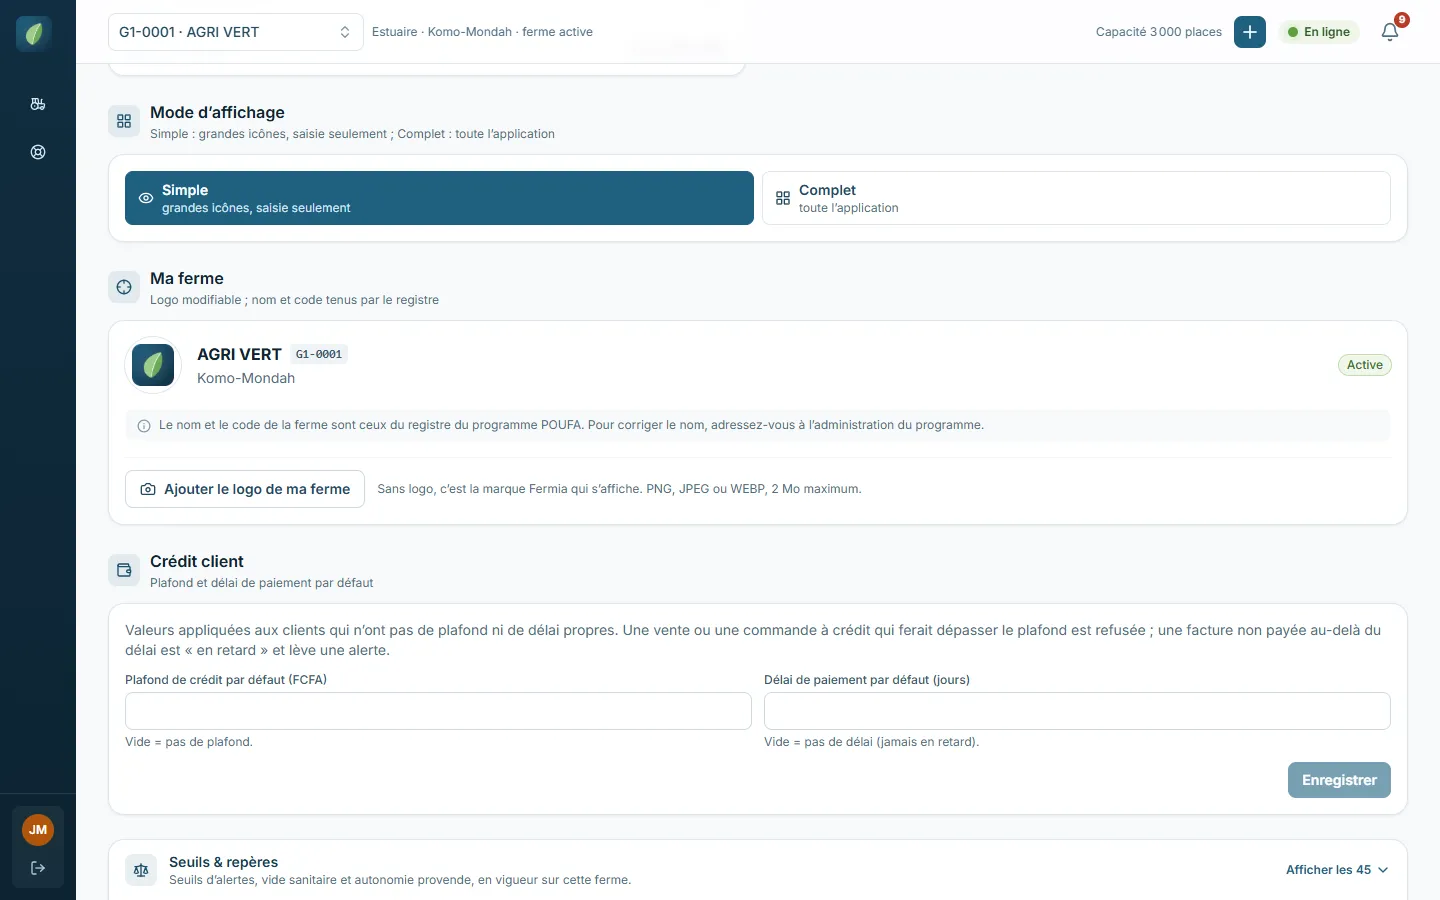 G1-0001 · AGRI VERT
Estuaire · Komo-Mondah · ferme active
Capacité 3 000 places
En ligne
9
Mode d’affichage
Simple : grandes icônes, saisie seulement ; Complet : toute l’application
Simple
grandes icônes, saisie seulement
Complet
toute l’application
Ma ferme
Logo modifiable ; nom et code tenus par le registre
AGRI VERT G1-0001
Komo-Mondah
Active
Le nom et le code de la ferme sont ceux du registre du programme POUFA. Pour corriger le nom, adressez-vous à l’administration du programme.
Ajouter le logo de ma ferme
Sans logo, c’est la marque Fermia qui s’affiche. PNG, JPEG ou WEBP, 2 Mo maximum.
Crédit client
Plafond et délai de paiement par défaut
Valeurs appliquées aux clients qui n’ont pas de plafond ni de délai propres. Une vente ou une commande à crédit qui ferait dépasser le plafond est refusée ; une facture non payée au-delà du
délai est « en retard » et lève une alerte.
Plafond de crédit par défaut (FCFA)
Délai de paiement par défaut (jours)
Vide = pas de plafond.
Vide = pas de délai (jamais en retard).
Enregistrer
JM
Seuils & repères
Seuils d’alertes, vide sanitaire et autonomie provende, en vigueur sur cette ferme.
Afficher les 45